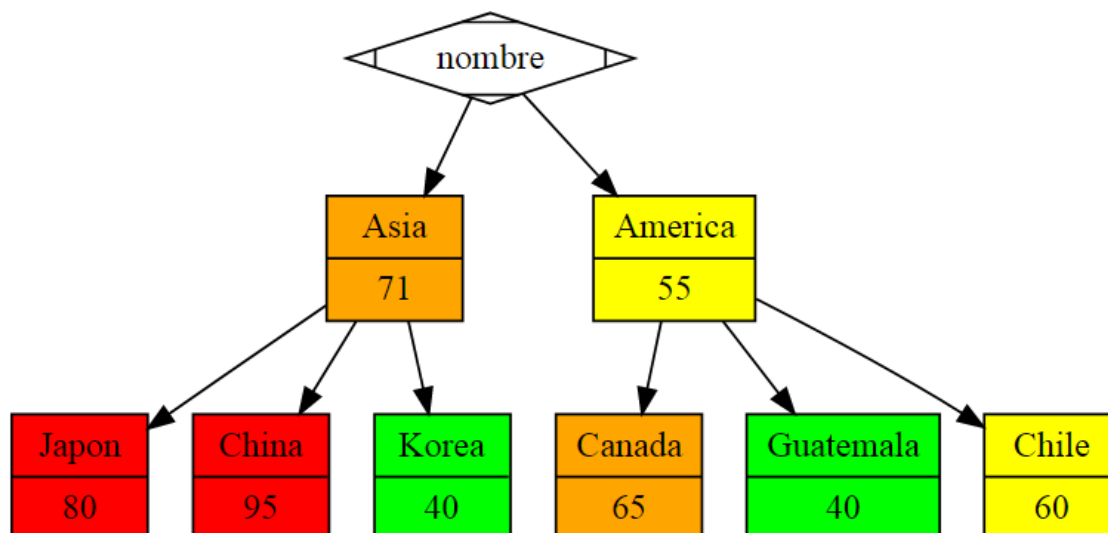 nombre
Asia
71
America
55
Japon
80
China
95
Korea
40
Canada
65
Guatemala
40
Chile
60